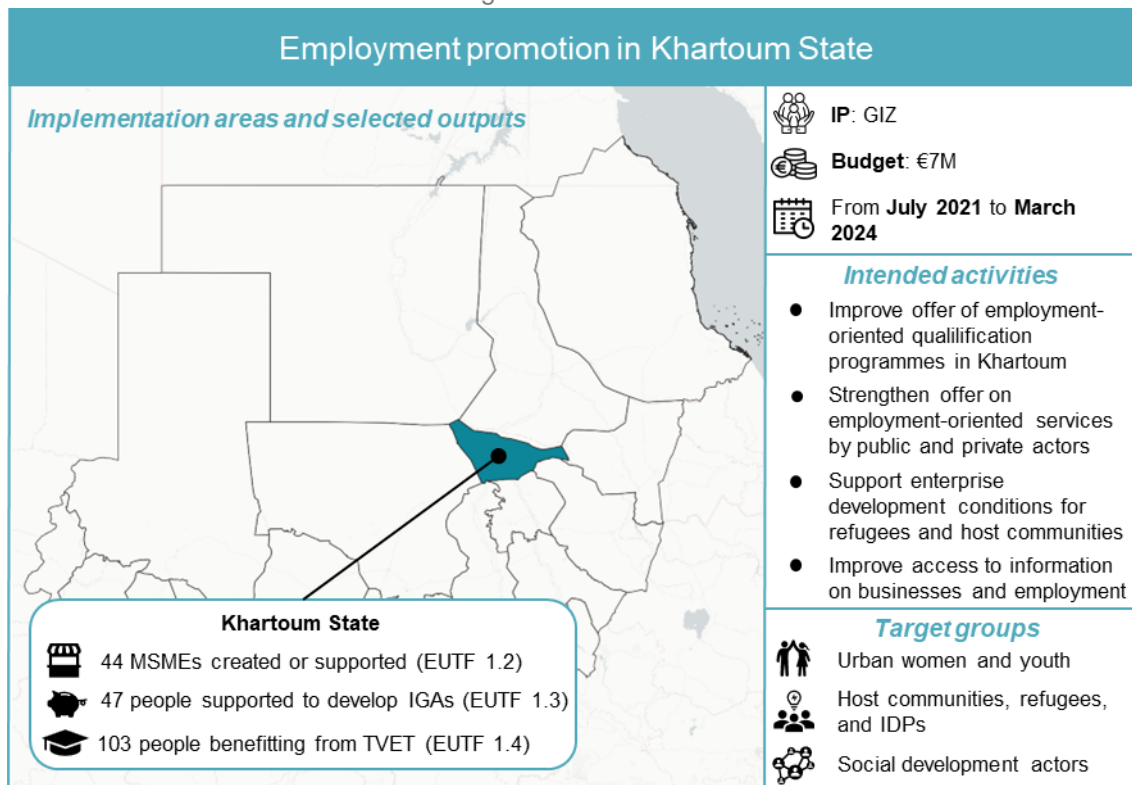 Employment promotion in Khartoum State
Implementation areas and selected outputs
Khartoum State
44 MSMEs created or supported (EUTF 1.2)
47 people supported to develop IGAs (EUTF 1.3)
103 people benefitting from TVET (EUTF 1.4)
IP: GIZ
Budget: €7M
From July 2021 to March
2024
Intended activities
● Improve offer of employment-
oriented qualilification
programmes in Khartoum
● Strengthen offer on
employment-oriented services
by public and private actors
● Support enterprise
development conditions for
refugees and host communities
● Improve access to information
on businesses and employment
Target groups
Urban women and youth
Host communities, refugees,
and IDPs
Social development actors